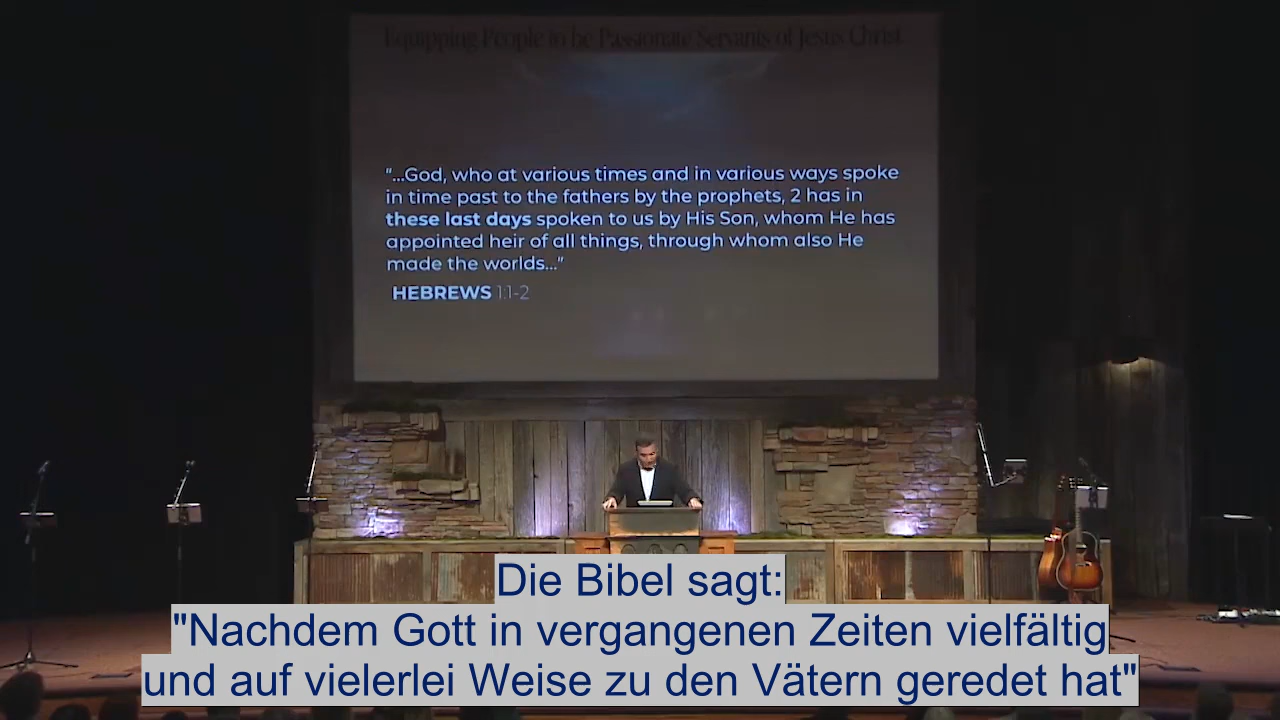 Equipping People to be Passionate Servants of Jesus Christ
"...God, who at various times and in various ways spoke
in time past to the fathers by the prophets, 2 has in
these last days spoken to us by His Son, whom He has
appointed heir of all things, through whom also He
made the worlds..."
HEBREWS 1:1-2
Die Bibel sagt:
"Nachdem Gott in vergangenen Zeiten vielfältig
und auf vielerlei Weise zu den Vätern geredet hat"